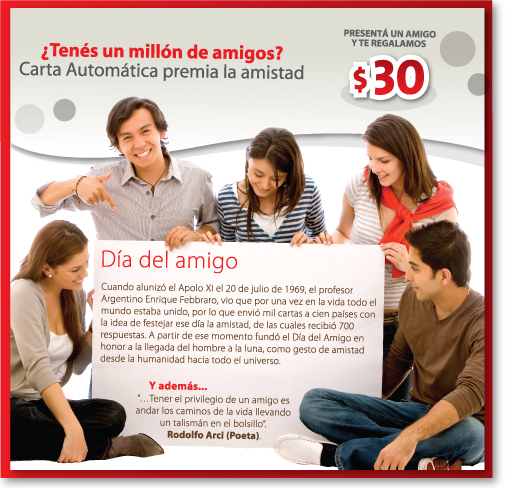 ¿Tenés un millón de amigos?
Carta Automática premia la amistad
PRESENTÁ UN AMIGO
Y TE REGALAMOS
$30
Día del amigo
Cuando alunizó el Apolo XI el 20 de julio de 1969, el profesor
Argentino Enrique Febbraro, vio que por una vez en la vida todo el
mundo estaba unido, por lo que envió mil cartas a cien países con
la idea de festejar ese día la amistad, de las cuales recibió 700
respuestas. A partir de ese momento fundó el Día del Amigo en
honor a la llegada del hombre a la luna, como gesto de amistad
desde la humanidad hacia todo el universo.
Y además...
"...Tener el privilegio de un amigo es
andar los caminos de la vida llevando
un talismán en el bolsillo".
Rodolfo Arci (Poeta).